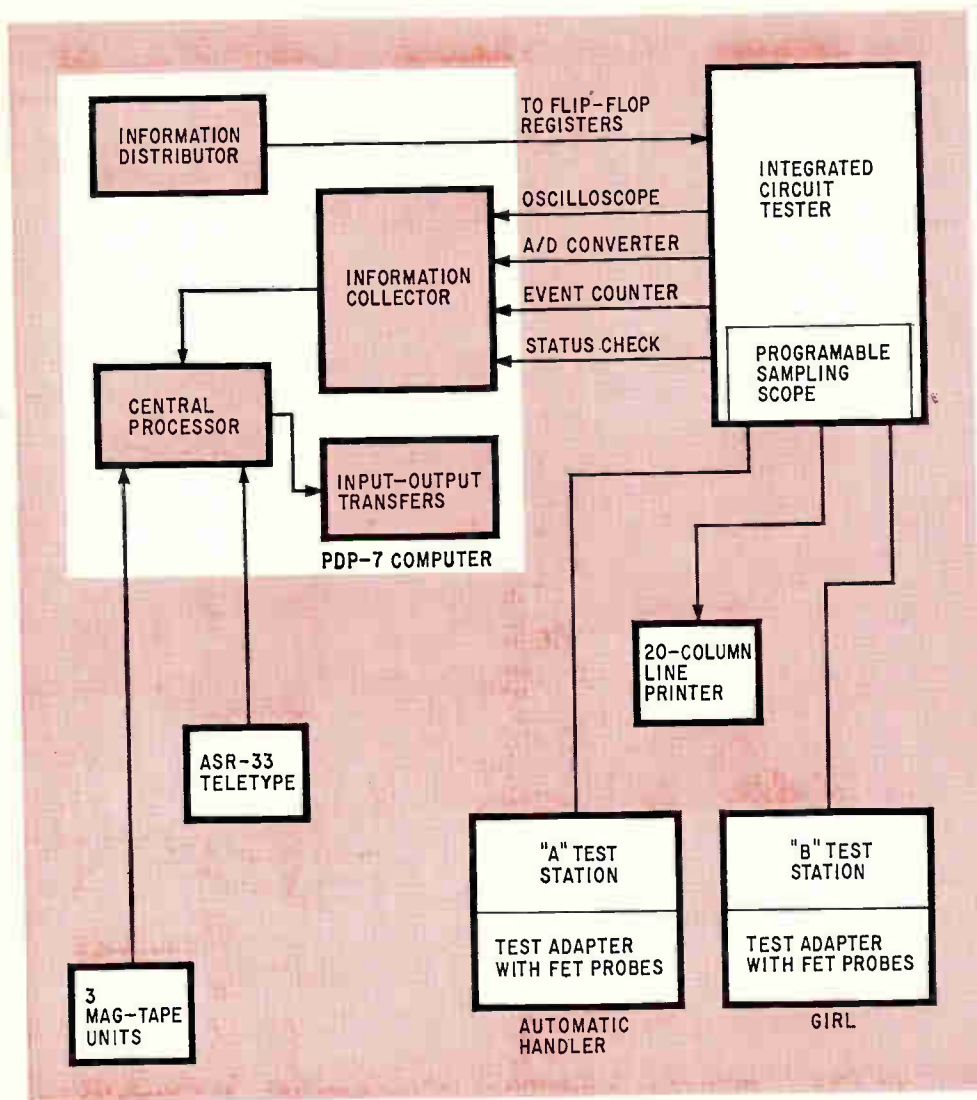 INFORMATION
DISTRIBUTOR
TO FLIP-FLOP
REGISTERS
INTEGRATED
CIRCUIT
TESTER
OSCILLOSCOPE
A/D CONVERTER
EVENT COUNTER
STATUS CHECK
INFORMATION
COLLECTOR
PROGRAMABLE
SAMPLING
SCOPE
CENTRAL
PROCESSOR
INPUT-OUTPUT
TRANSFERS
PDP-7 COMPUTER
20-COLUMN
LINE
PRINTER
ASR-33
TELETYPE
"A" TEST
STATION
TEST ADAPTER
WITH FET PROBES
AUTOMATIC
HANDLER
"B" TEST
STATION
TEST ADAPTER
WITH FET PROBES
GIRL
3
MAG-TAPE
UNITS